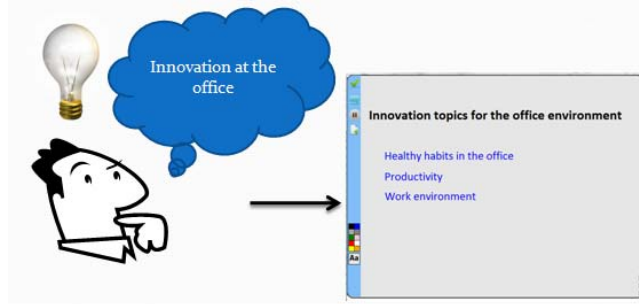 Innovation at the
office
Innovation topics for the office environment
Healthy habits in the office
Productivity
Work environment
Aa